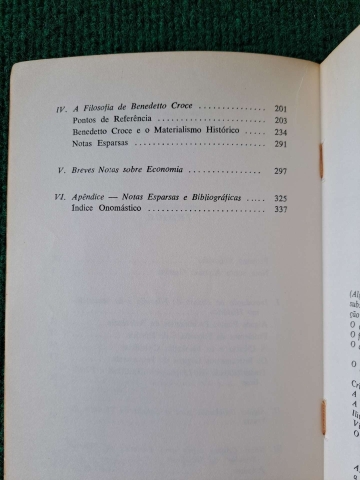 IV. A Filosofia de Benedetto Croce ............... 201
Pontos de Referência ............................ 203
Benedetto Croce e o Materialismo Histórico ...... 234
Notas Esparsas .................................. 291
V. Breves Notas sobre Economia ................... 297
VI. Apêndice — Notas Esparsas e Bibliográficas ..... 325
Índice Onomástico ............................... 337